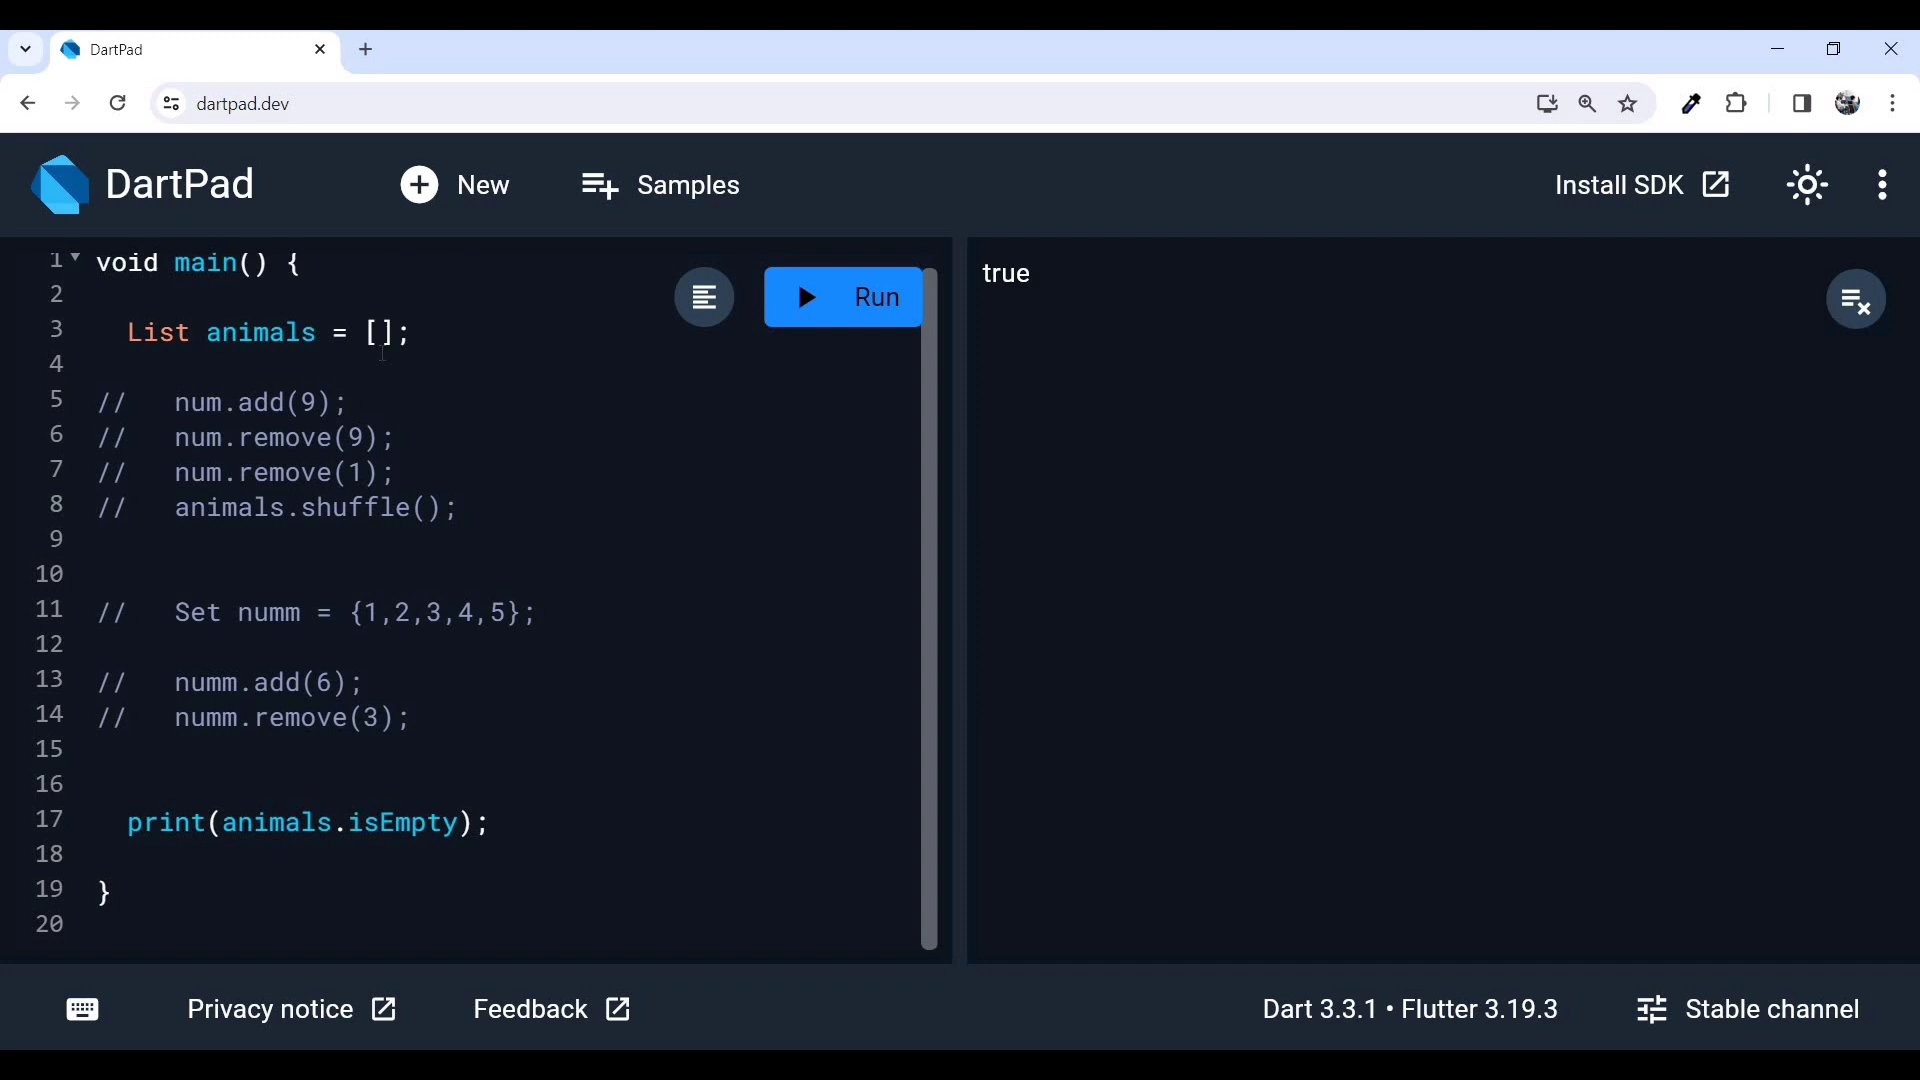 DartPad
dartpad.dev
DartPad
New
Samples
Install SDK
Run
1 void main() {
2
3 List animals = [];
4
5 // num.add(9);
6 // num.remove(9);
7 // num.remove(1);
8 // animals.shuffle();
9
10
11 // Set numm = {1,2,3,4,5};
12
13 // numm.add(6);
14 // numm.remove(3);
15
16
17 print(animals.isEmpty);
18
19 }
20
true
Privacy notice
Feedback
Dart 3.3.1 • Flutter 3.19.3
Stable channel